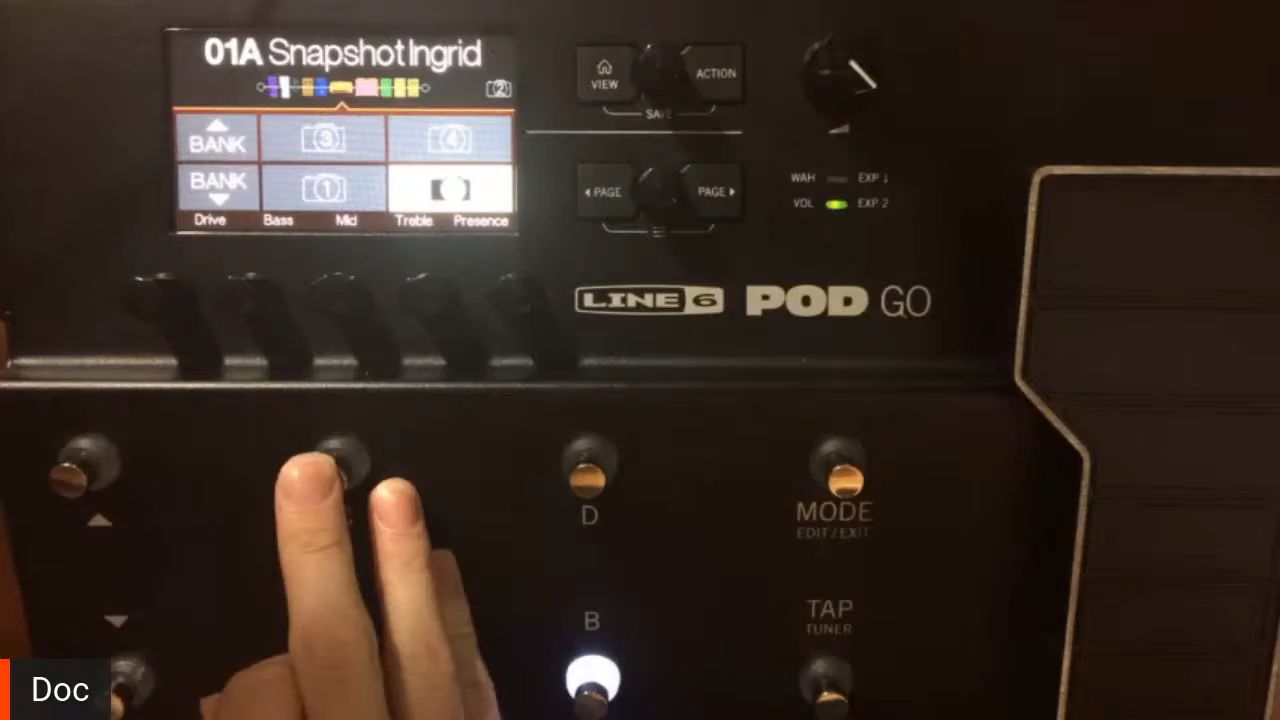 01A Snapshot Ingrid
2
BANK
3
4
BANK
1
Drive Bass Mid Treble Presence
VIEW
ACTION
SAVE
PAGE
PAGE
WAH EXP 1
VOL EXP 2
LINE 6 POD GO
D
MODE
EDIT/EXIT
B
TAP
TUNER
Doc